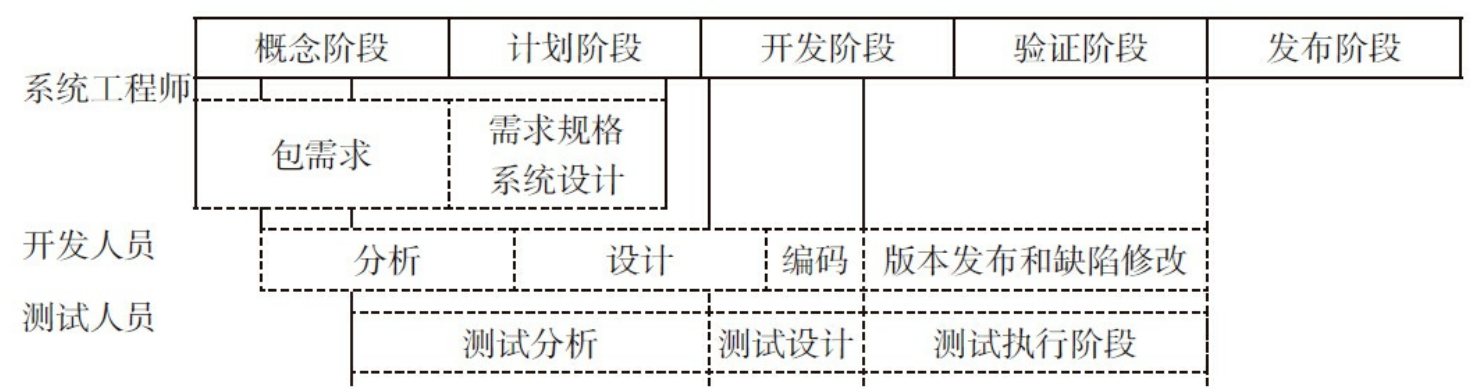 概念阶段 计划阶段 开发阶段 验证阶段 发布阶段
系统工程师
包需求
需求规格
系统设计
开发人员
分析 设计 编码 版本发布和缺陷修改
测试人员
测试分析 测试设计 测试执行阶段